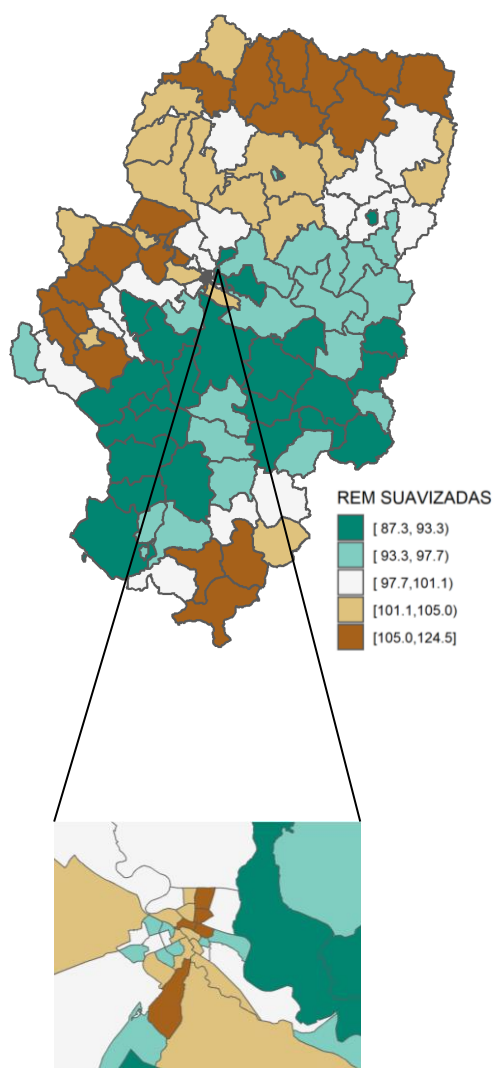 REM SUAVIZADAS
[ 87.3, 93.3)
[ 93.3, 97.7)
[ 97.7,101.1)
[101.1,105.0)
[105.0,124.5]